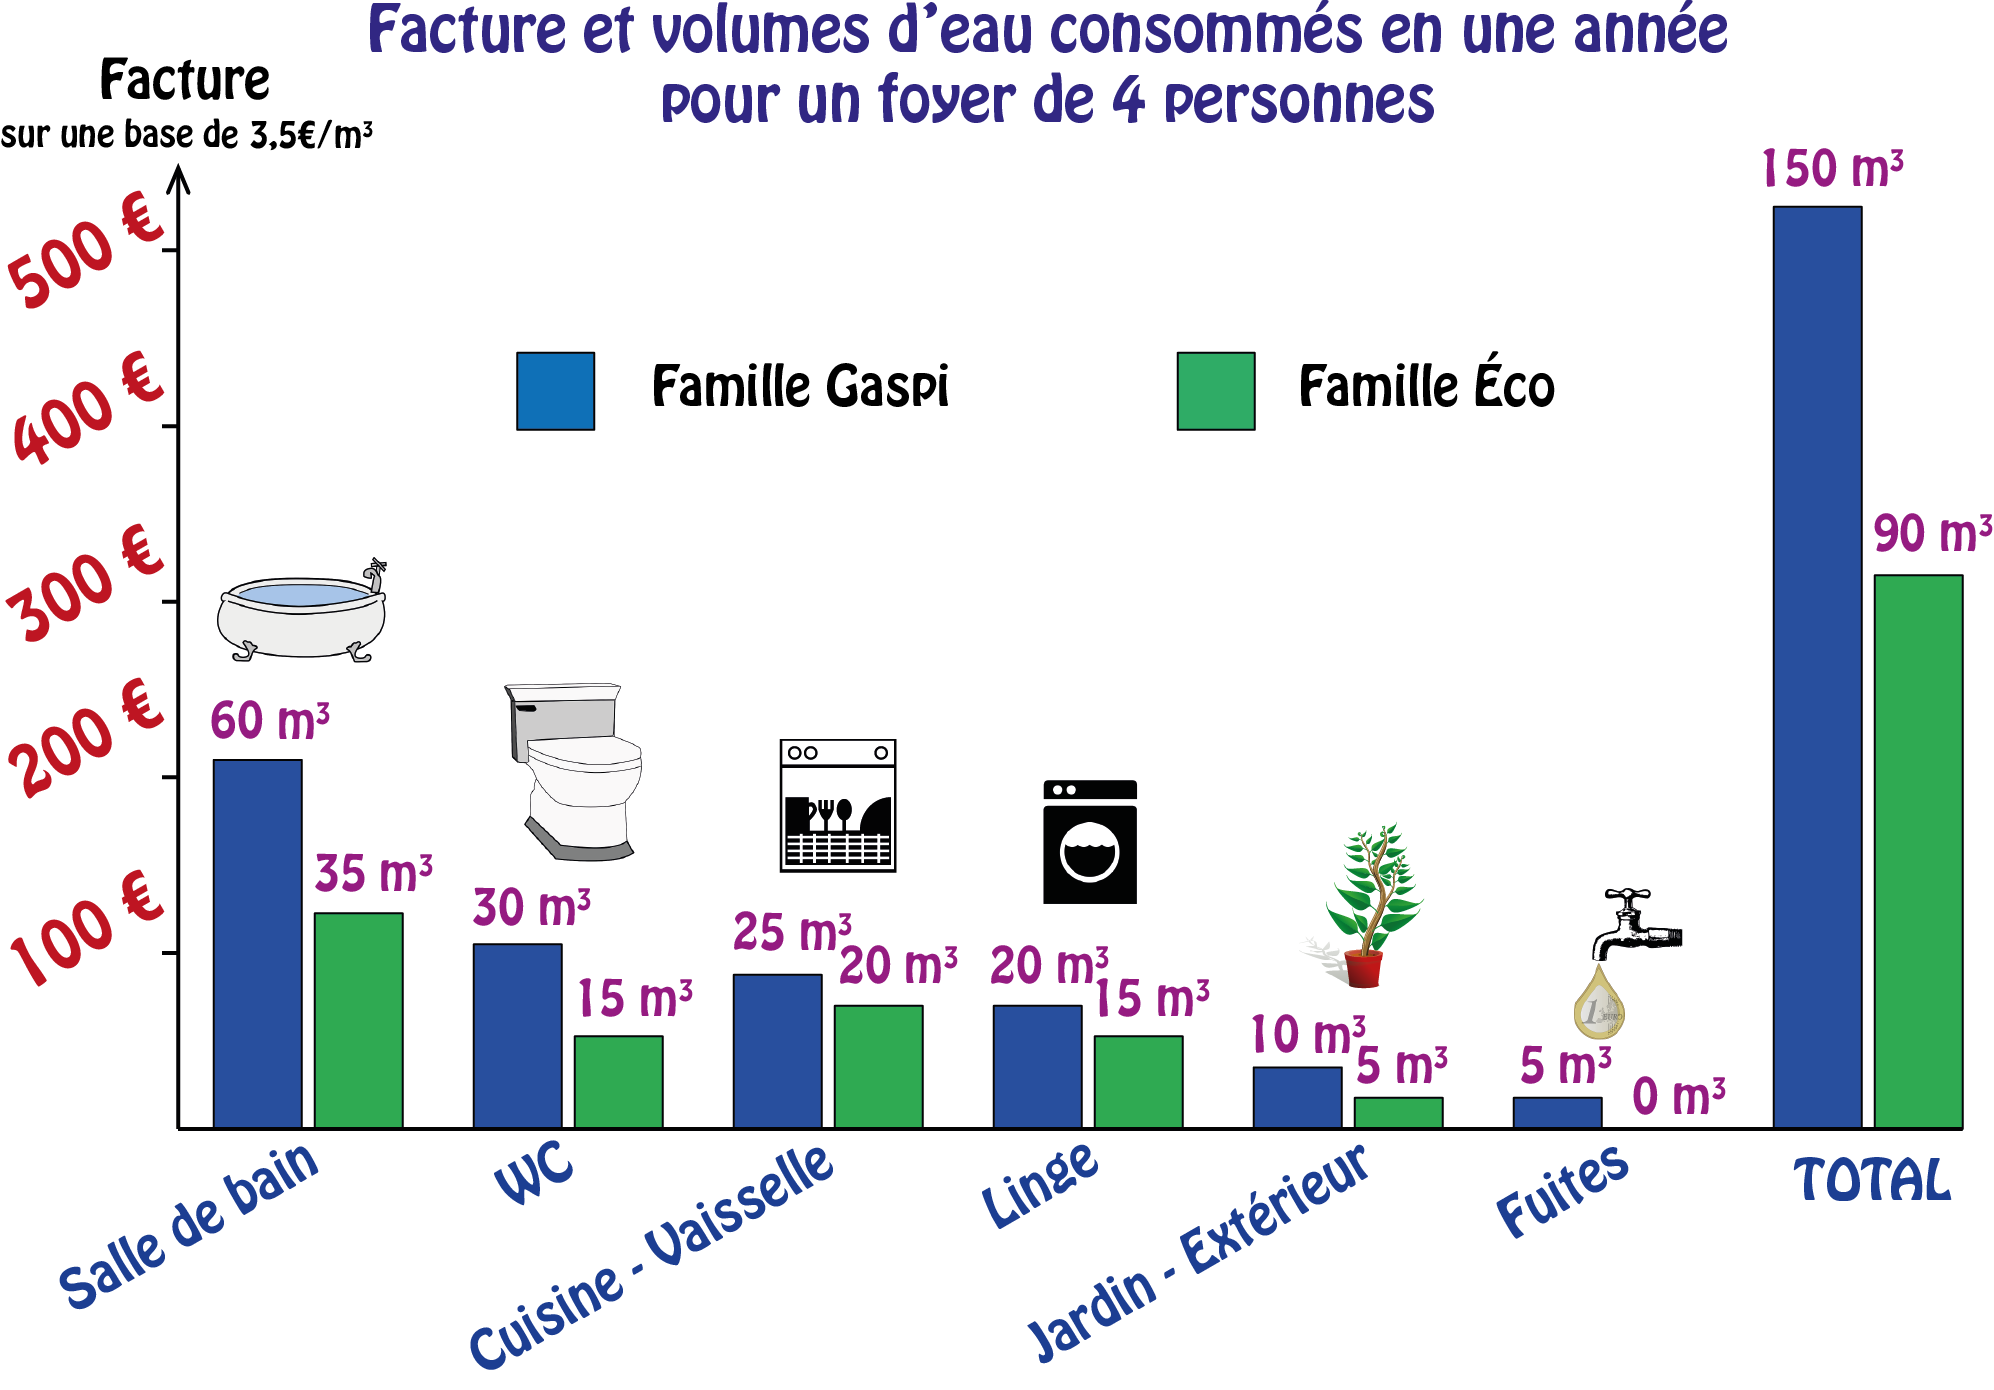 Facture et volumes d'eau consommés en une année
pour un foyer de 4 personnes
Facture
sur une base de 3,5€/m³
500 €
400 €
300 €
200 €
100 €
Famille Gaspi
Famille Éco
60 m³
35 m³
30 m³
15 m³
25 m³
20 m³
20 m³
15 m³
10 m³
5 m³
5 m³
0 m³
150 m³
90 m³
1
EURO
Salle de bain
WC
Cuisine - Vaisselle
Linge
Jardin - Extérieur
Fuites
TOTAL